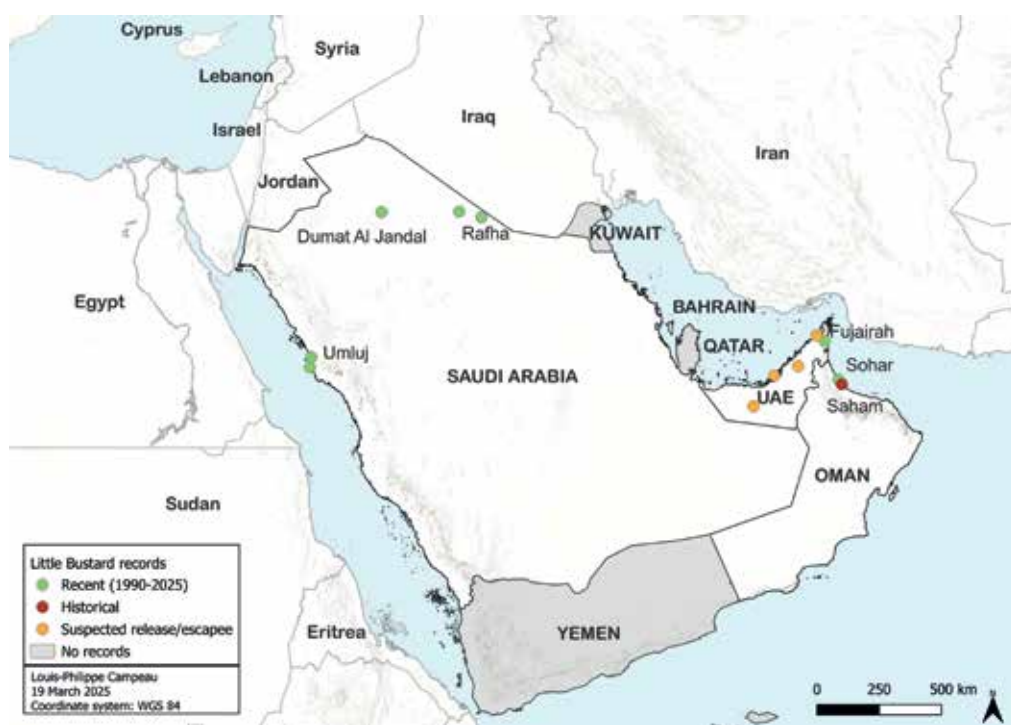 Cyprus
Syria
Lebanon
Israel
Iraq
Iran
Jordan
Dumat Al Jandal
Rafha
KUWAIT
Egypt
BAHRAIN
Fujairah
Umluj
QATAR
Sohar
SAUDI ARABIA
UAE
Saham
OMAN
Sudan
Little Bustard records
Recent (1990-2025)
Historical
Suspected release/escapee
No records
Eritrea
YEMEN
Louis-Philippe Campeau
19 March 2025
Coordinate system: WGS 84
0 250 500 km
N